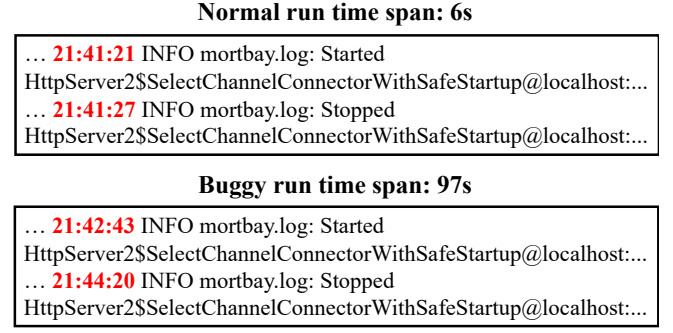 Normal run time span: 6s
… 21:41:21 INFO mortbay.log: Started
HttpServer2$SelectChannelConnectorWithSafeStartup@localhost:...
… 21:41:27 INFO mortbay.log: Stopped
HttpServer2$SelectChannelConnectorWithSafeStartup@localhost:...
Buggy run time span: 97s
… 21:42:43 INFO mortbay.log: Started
HttpServer2$SelectChannelConnectorWithSafeStartup@localhost:...
… 21:44:20 INFO mortbay.log: Stopped
HttpServer2$SelectChannelConnectorWithSafeStartup@localhost:...